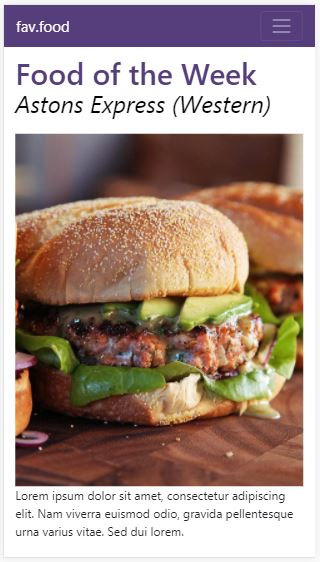 fav.food
Food of the Week
Astons Express (Western)
Lorem ipsum dolor sit amet, consectetur adipiscing
elit. Nam viverra euismod odio, gravida pellentesque
urna varius vitae. Sed dui lorem.